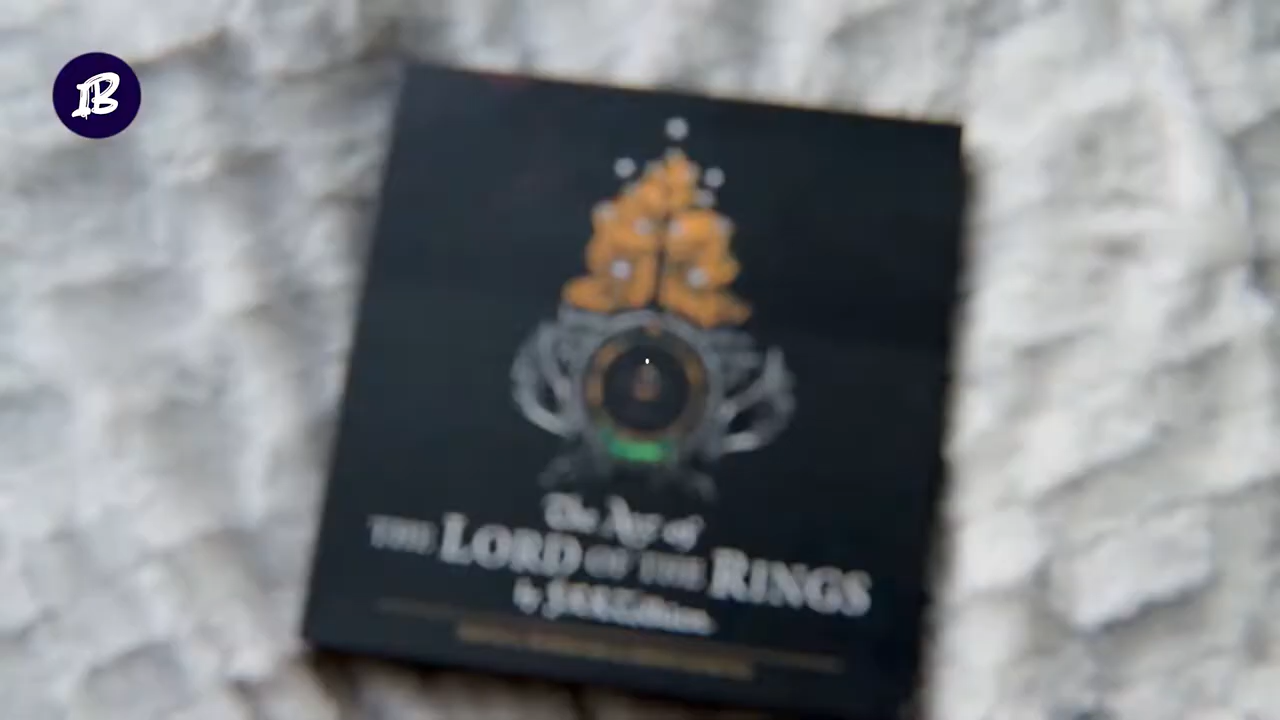 The Art of
THE LORD OF THE RINGS
by J.R.R. Tolkien